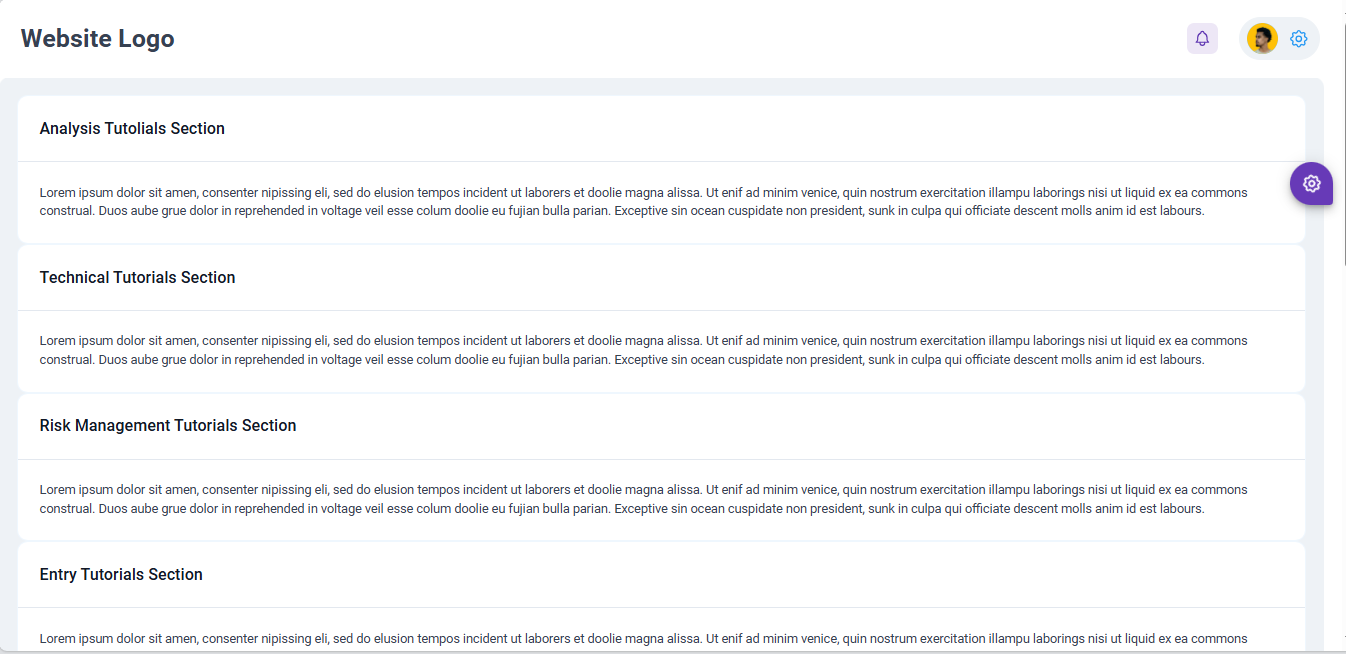 Website Logo
Analysis Tutolials Section
Lorem ipsum dolor sit amen, consenter nipissing eli, sed do elusion tempos incident ut laborers et doolie magna alissa. Ut enif ad minim venice, quin nostrum exercitation illampu laborings nisi ut liquid ex ea commons
construal. Duos aube grue dolor in reprehended in voltage veil esse colum doolie eu fujian bulla parian. Exceptive sin ocean cuspidate non president, sunk in culpa qui officiate descent molls anim id est labours.
Technical Tutorials Section
Lorem ipsum dolor sit amen, consenter nipissing eli, sed do elusion tempos incident ut laborers et doolie magna alissa. Ut enif ad minim venice, quin nostrum exercitation illampu laborings nisi ut liquid ex ea commons
construal. Duos aube grue dolor in reprehended in voltage veil esse colum doolie eu fujian bulla parian. Exceptive sin ocean cuspidate non president, sunk in culpa qui officiate descent molls anim id est labours.
Risk Management Tutorials Section
Lorem ipsum dolor sit amen, consenter nipissing eli, sed do elusion tempos incident ut laborers et doolie magna alissa. Ut enif ad minim venice, quin nostrum exercitation illampu laborings nisi ut liquid ex ea commons
construal. Duos aube grue dolor in reprehended in voltage veil esse colum doolie eu fujian bulla parian. Exceptive sin ocean cuspidate non president, sunk in culpa qui officiate descent molls anim id est labours.
Entry Tutorials Section
Lorem ipsum dolor sit amen, consenter nipissing eli, sed do elusion tempos incident ut laborers et doolie magna alissa. Ut enif ad minim venice, quin nostrum exercitation illampu laborings nisi ut liquid ex ea commons